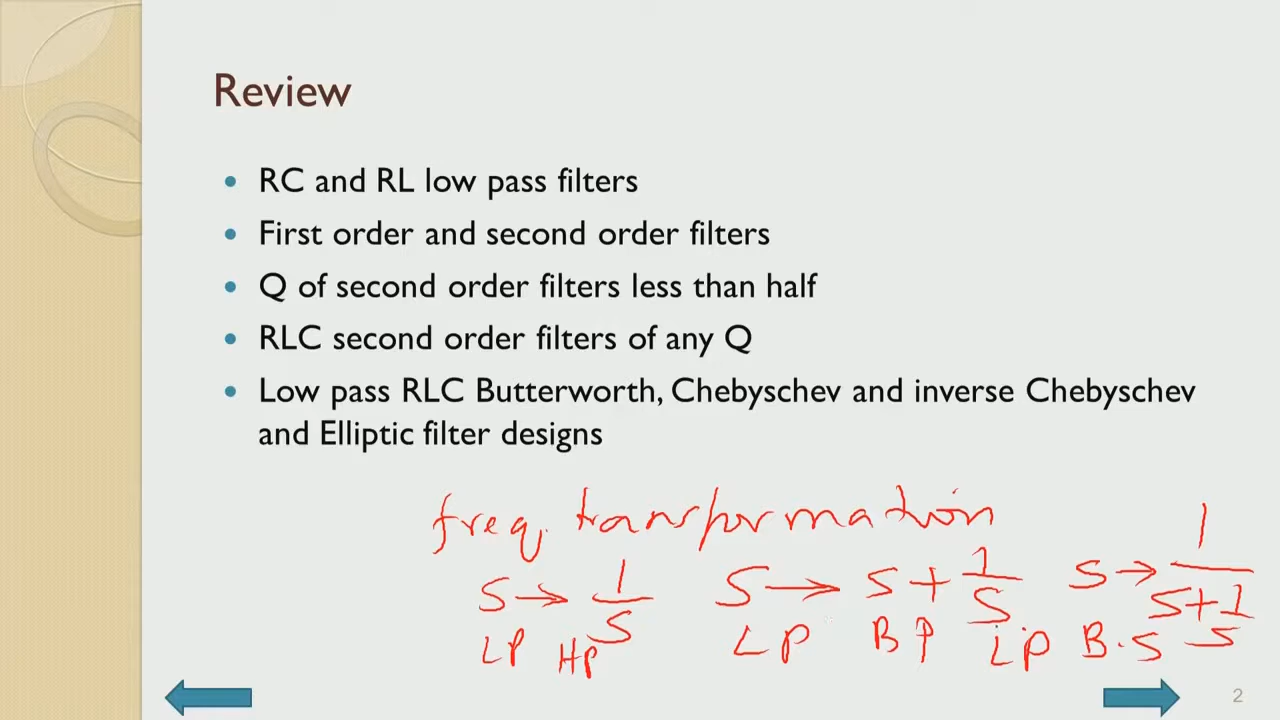 Review
RC and RL low pass filters
First order and second order filters
Q of second order filters less than half
RLC second order filters of any Q
Low pass RLC Butterworth, Chebyschev and inverse Chebyschev
and Elliptic filter designs
freq. transformation
S → 1/S S → S + 1/S S → 1/(S + 1/S)
LP HP LP BP LP B.S
2